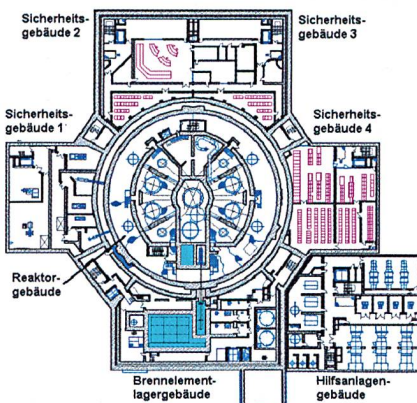 Sicherheits-
gebäude 2
Sicherheits-
gebäude 3
Sicherheits-
gebäude 1
Sicherheits-
gebäude 4
Reaktor-
gebäude
Brennelement-
lagergebäude
Hilfsanlagen-
gebäude